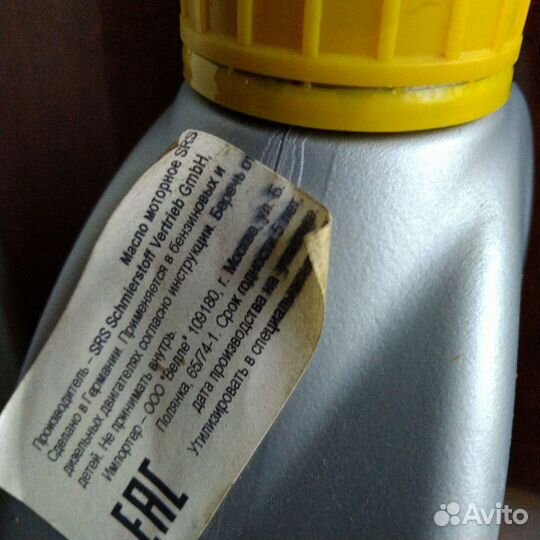 Масло моторное SRS
Производитель – SRS Schmierstoff Vertrieb GmbH
Сделано в Германии. Применяется в бензиновых и
дизельных двигателях согласно инструкции. Беречь от
детей. Не принимать внутрь.
Импортер – ООО "Велле" 109180, г. Москва, ул. Б.
Полянка, 65/74-1. Срок годности 5 лет,
дата производства на
Утилизировать в специальных
EAC
Avito